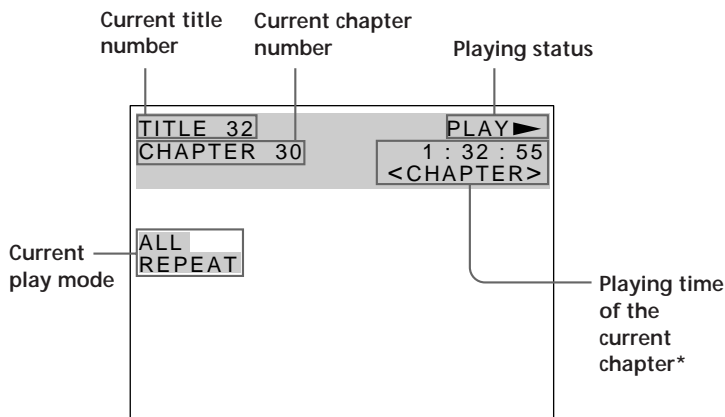 Current title
number
Current chapter
number
Playing status
TITLE 32
CHAPTER 30
PLAY►
1 : 32 : 55
<CHAPTER>
Current
play mode
ALL
REPEAT
Playing time
of the
current
chapter*